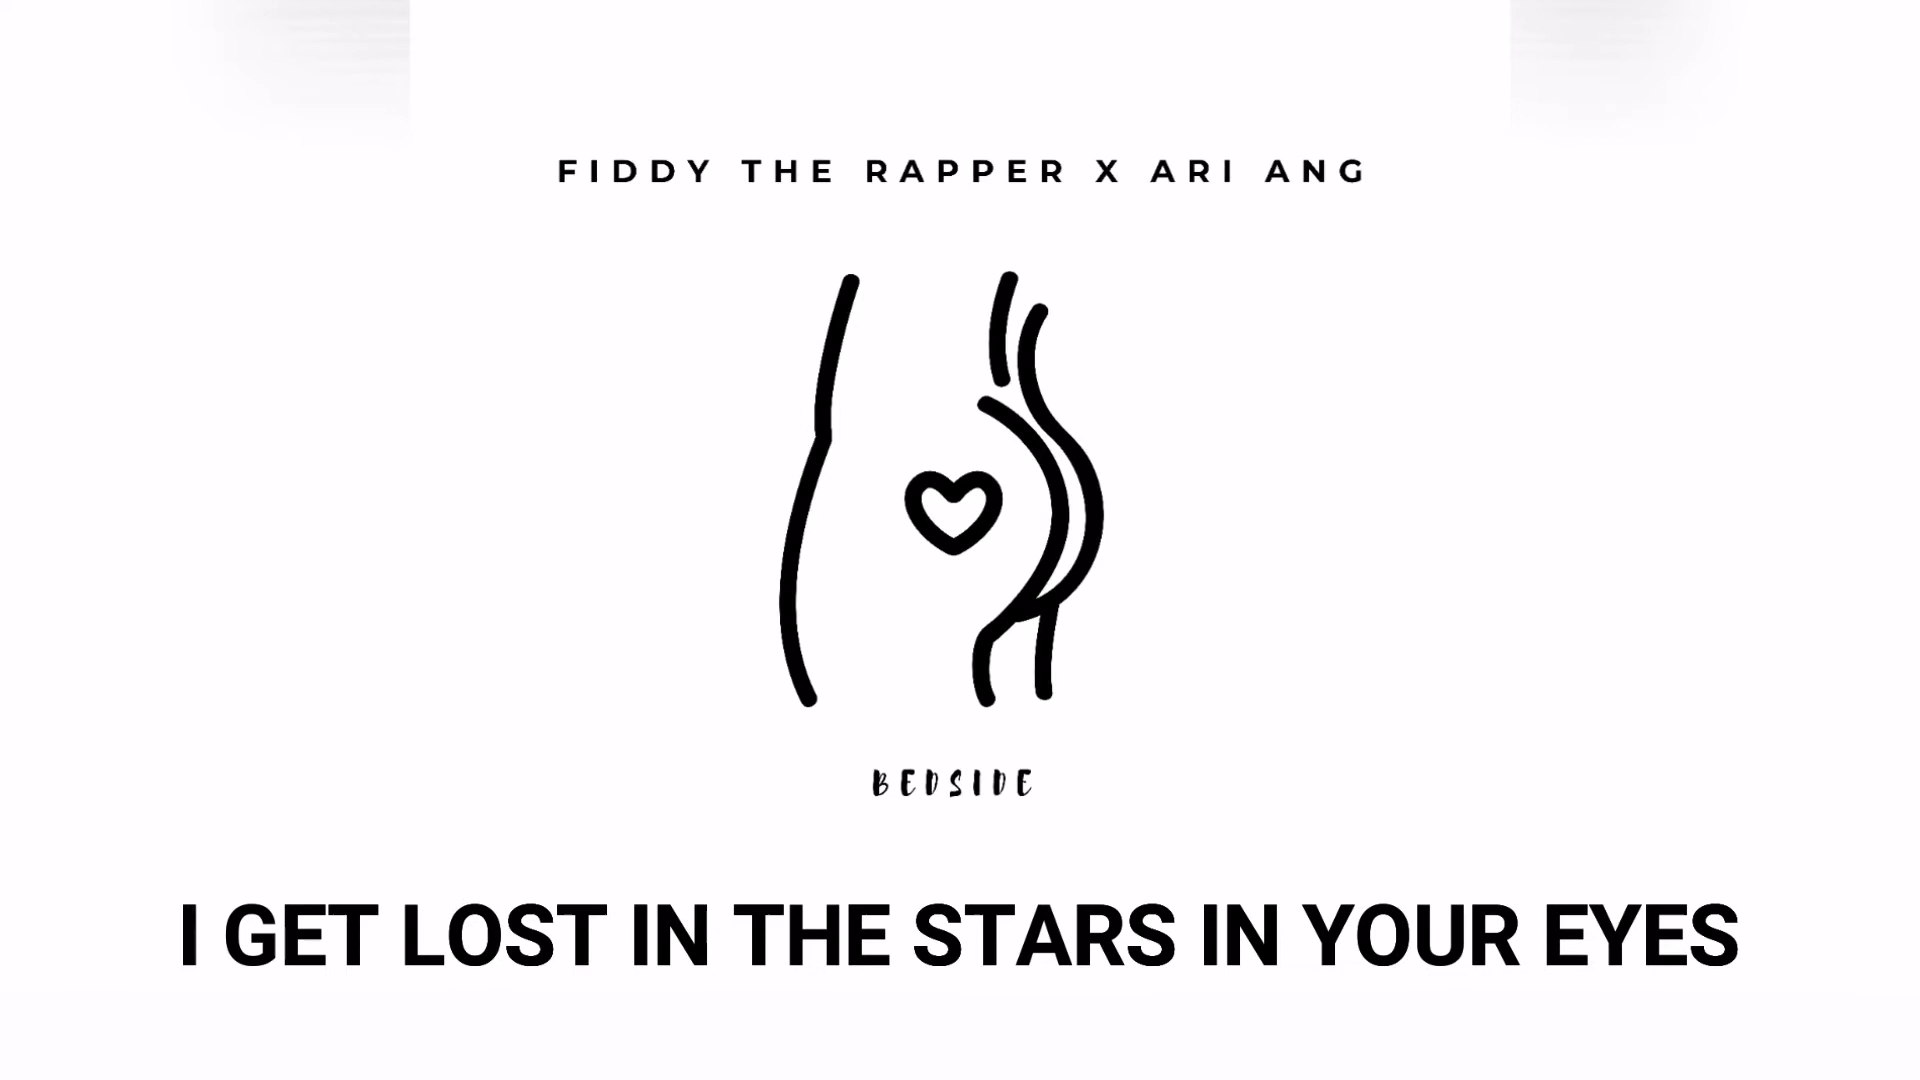 FIDDY THE RAPPER X ARI ANG
BEDSIDE
I GET LOST IN THE STARS IN YOUR EYES